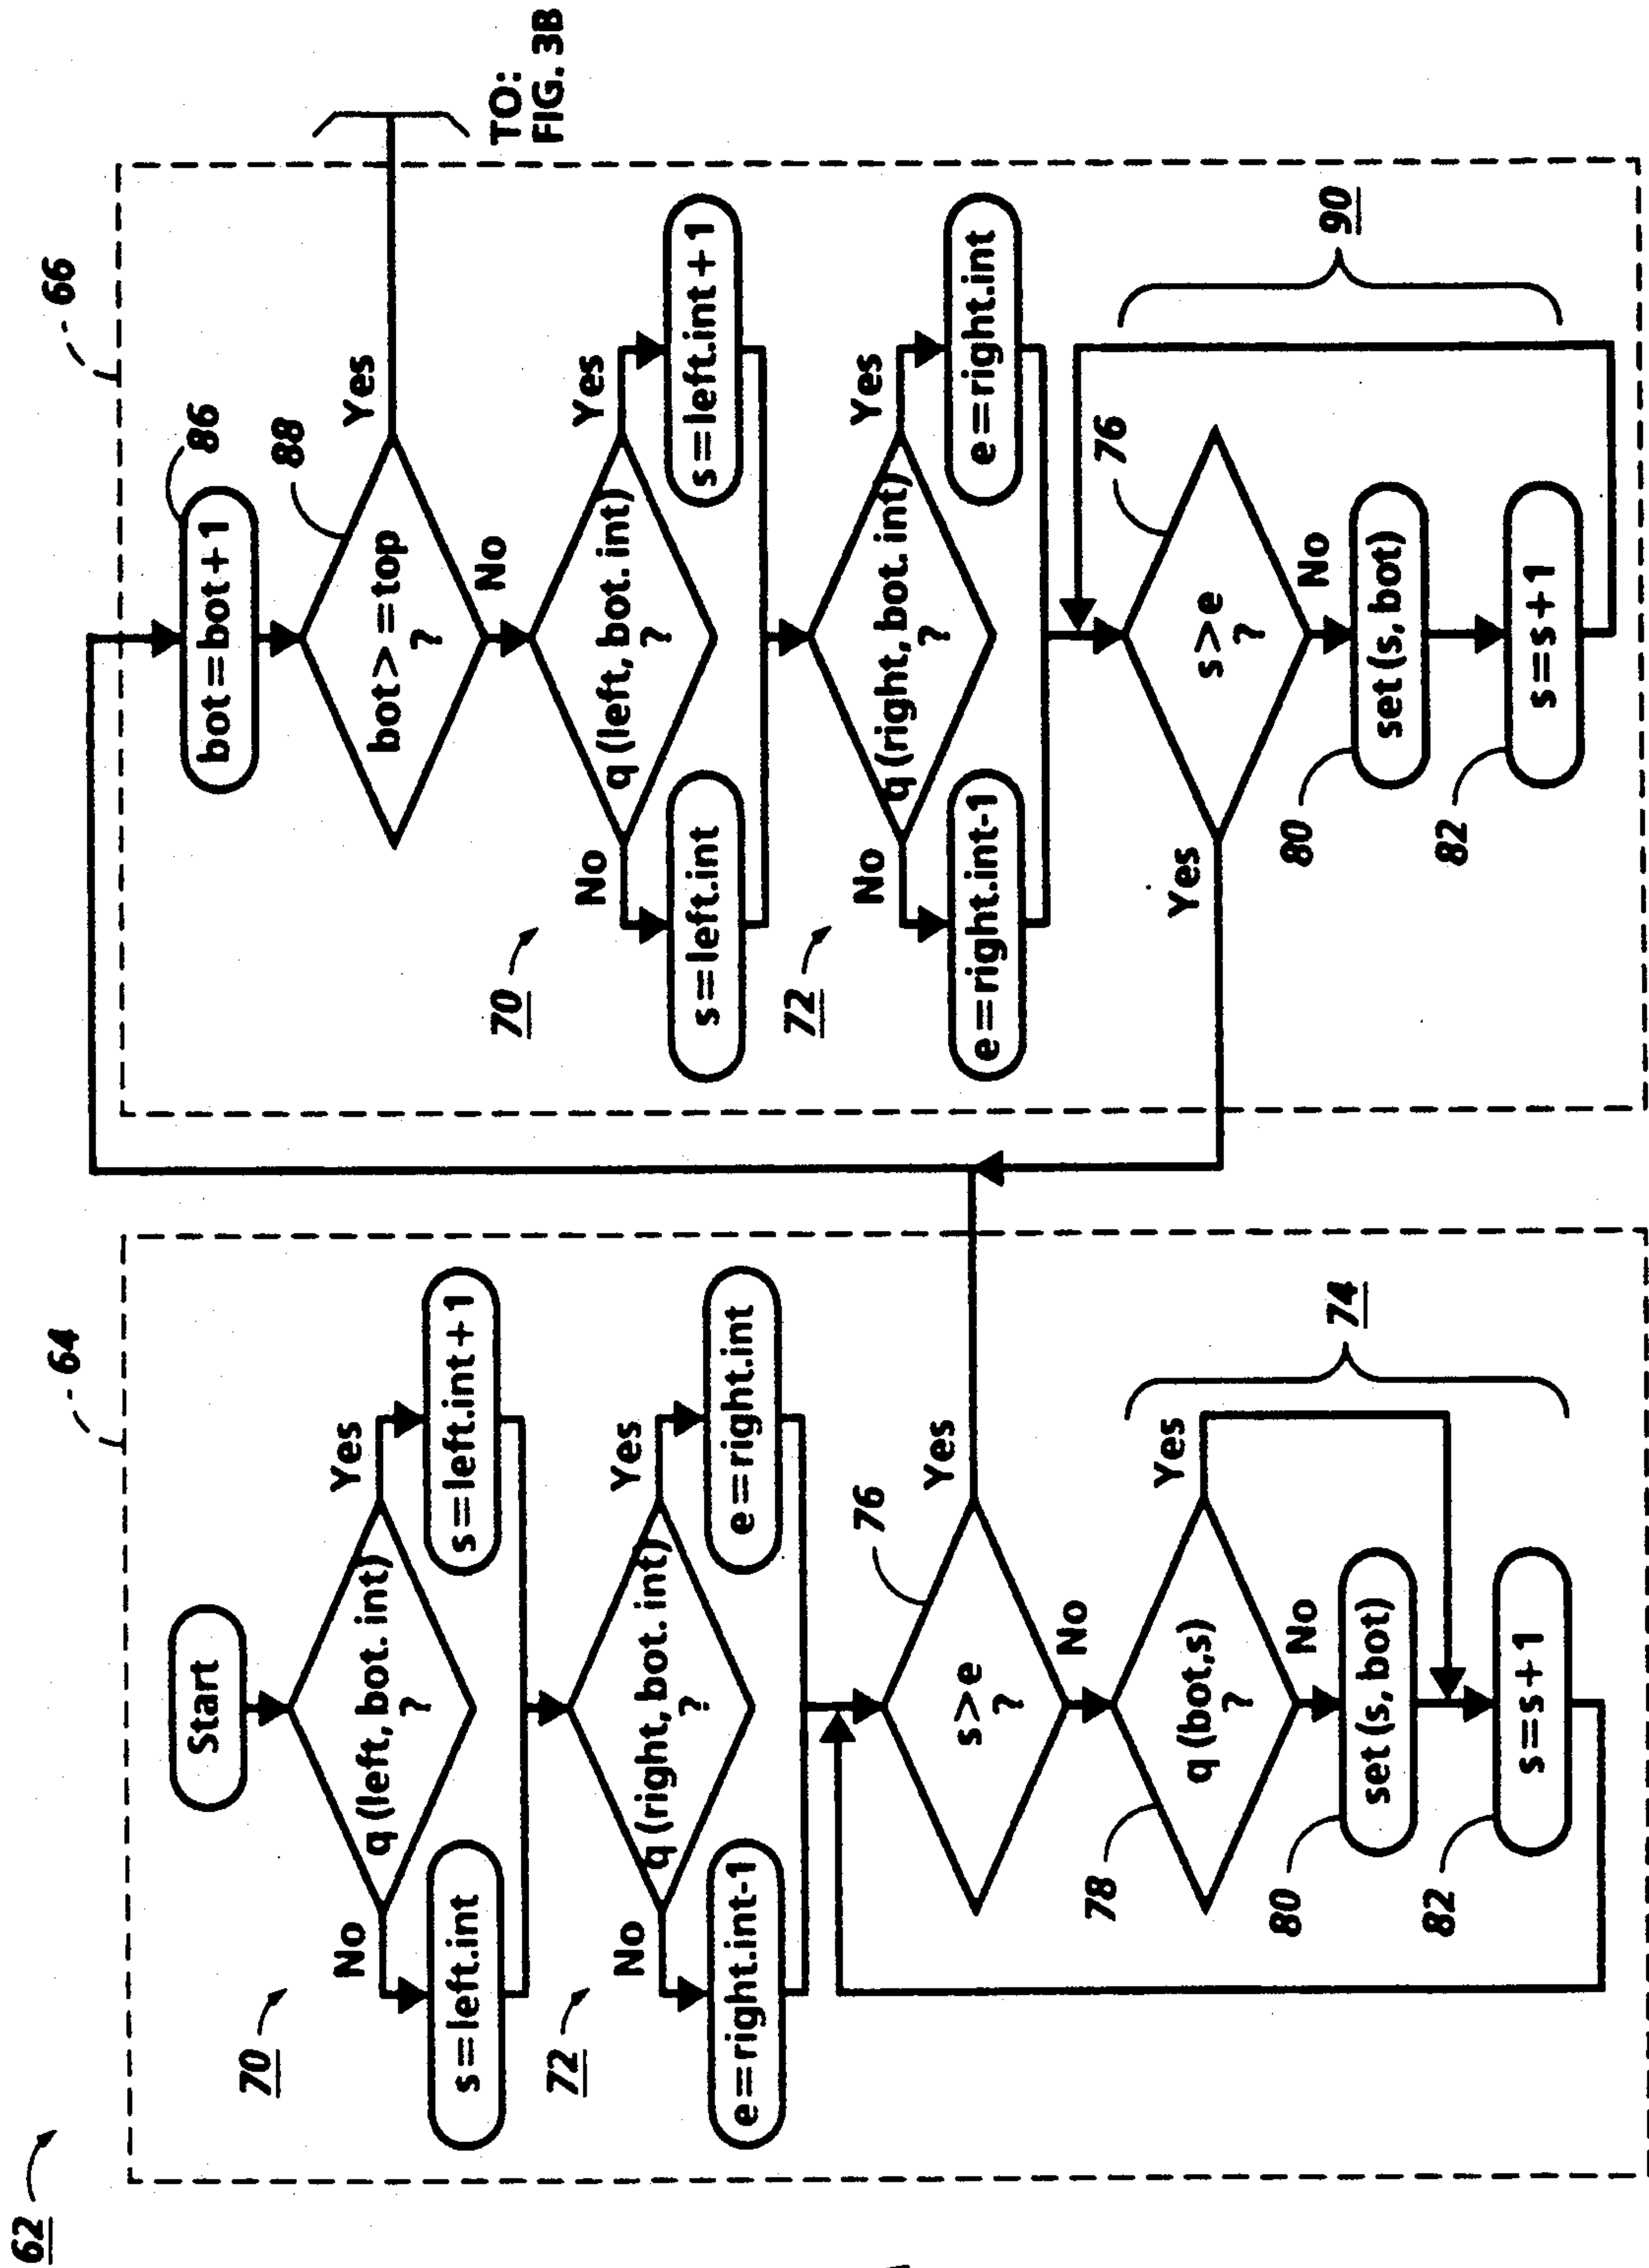 62
64
Start
70
q (left, bot. int)
?
No
Yes
s=left.int
s=left.int+1
72
q (right, bot. int)
?
No
Yes
e=right.int-1
e=right.int
76
s>e
?
Yes
No
74
78
q (bot,s)
?
Yes
No
80
set (s, bot)
82
s=s+1
66
bot=bot+1
86
88
bot>=top
?
Yes
No
TO:
FIG. 3B
70
q (left, bot. int)
?
No
Yes
s=left.int
s=left.int+1
72
q (right, bot. int)
?
No
Yes
e=right.int-1
e=right.int
76
s>e
?
Yes
No
90
80
set (s, bot)
82
s=s+1